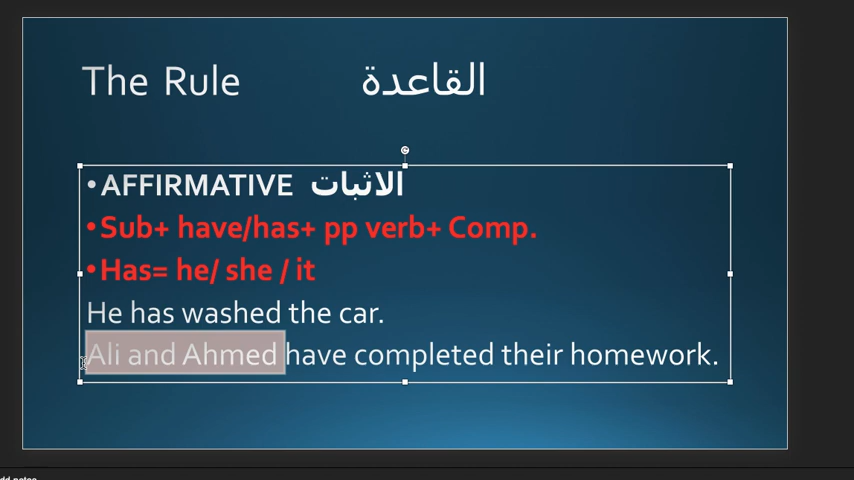 The Rule القاعدة
•AFFIRMATIVE الاثبات
•Sub+ have/has+ pp verb+ Comp.
•Has= he/ she / it
He has washed the car.
Ali and Ahmed have completed their homework.